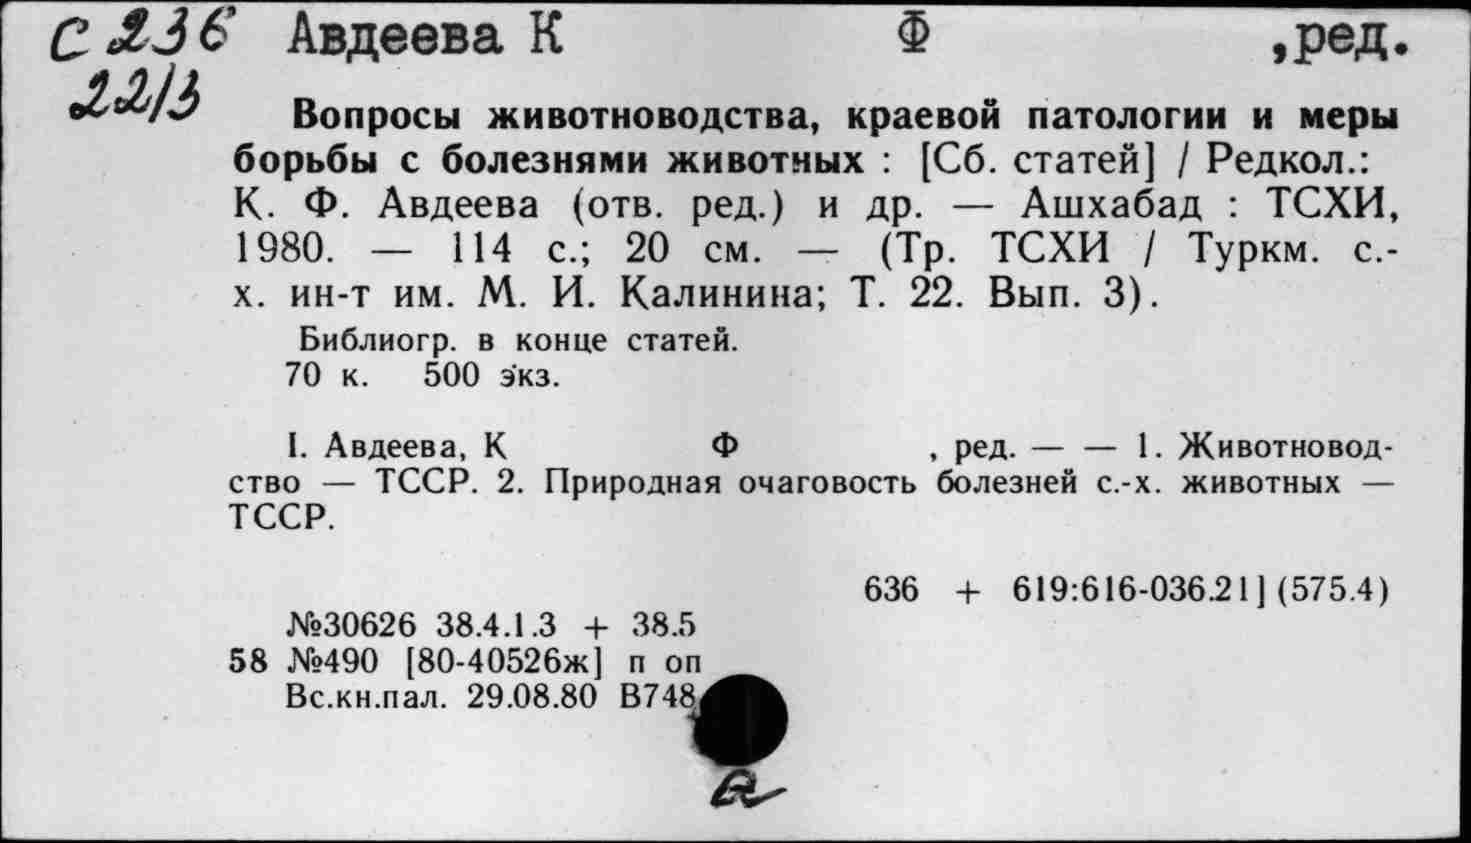 С 236 Авдеева К Ф ,ред.
22/3
Вопросы животноводства, краевой патологии и меры
борьбы с болезнями животных : [Сб. статей] / Редкол.:
К. Ф. Авдеева (отв. ред.) и др. — Ашхабад : ТСХИ,
1980. — 114 с.; 20 см. — (Тр. ТСХИ / Туркм. с.-
х. ин-т им. М. И. Калинина; Т. 22. Вып. 3).
Библиогр. в конце статей.
70 к. 500 экз.
I. Авдеева, К Ф , ред. — — 1. Животновод-
ство — ТССР. 2. Природная очаговость болезней с.-х. животных —
ТССР.
636 + 619:616-036.21] (575.4)
№30626 38.4.1.3 + 38.5
58 №490 [80-40526ж] п оп
Вс.кн.пал. 29.08.80 В748